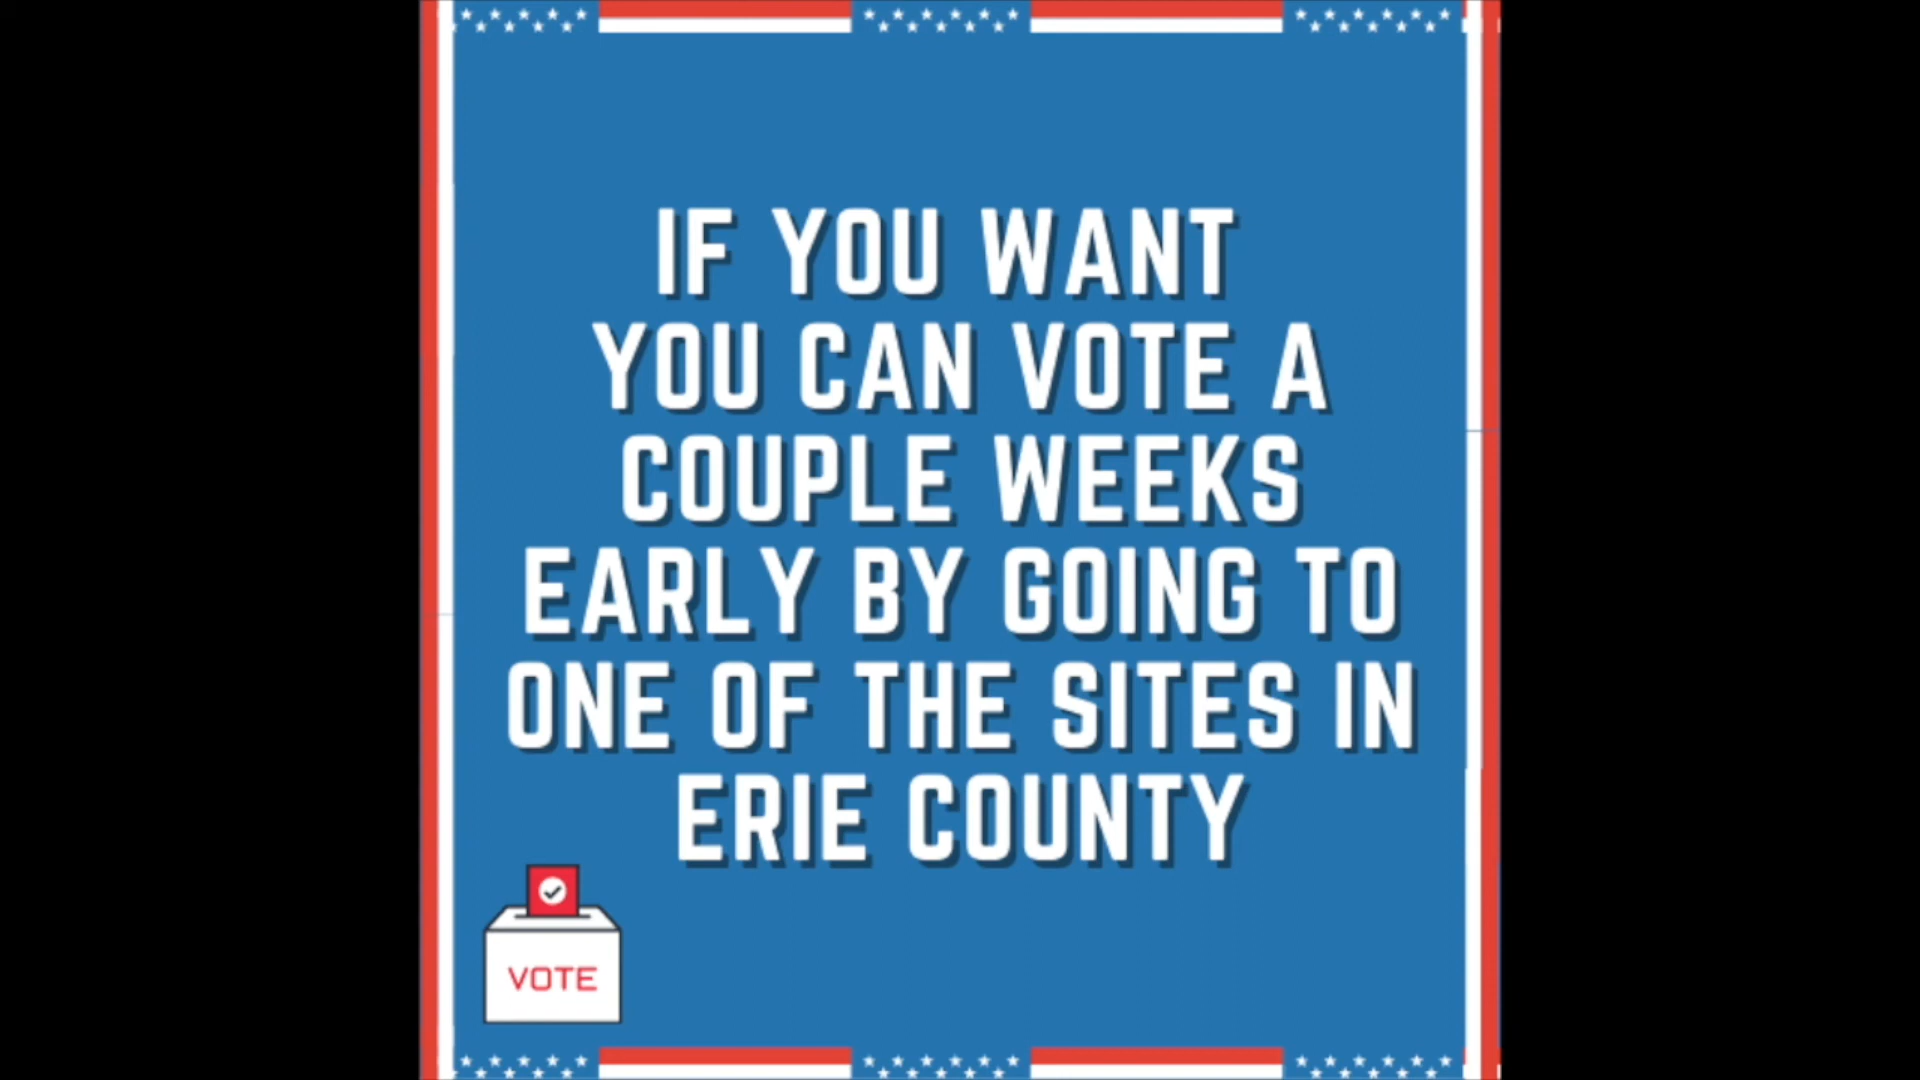 IF YOU WANT
YOU CAN VOTE A
COUPLE WEEKS
EARLY BY GOING TO
ONE OF THE SITES IN
ERIE COUNTY
VOTE